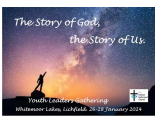 The Story of God,
the Story of Us.
Youth Leaders Gathering
Whitemoor Lakes, Lichfield, 26-28 January 2024